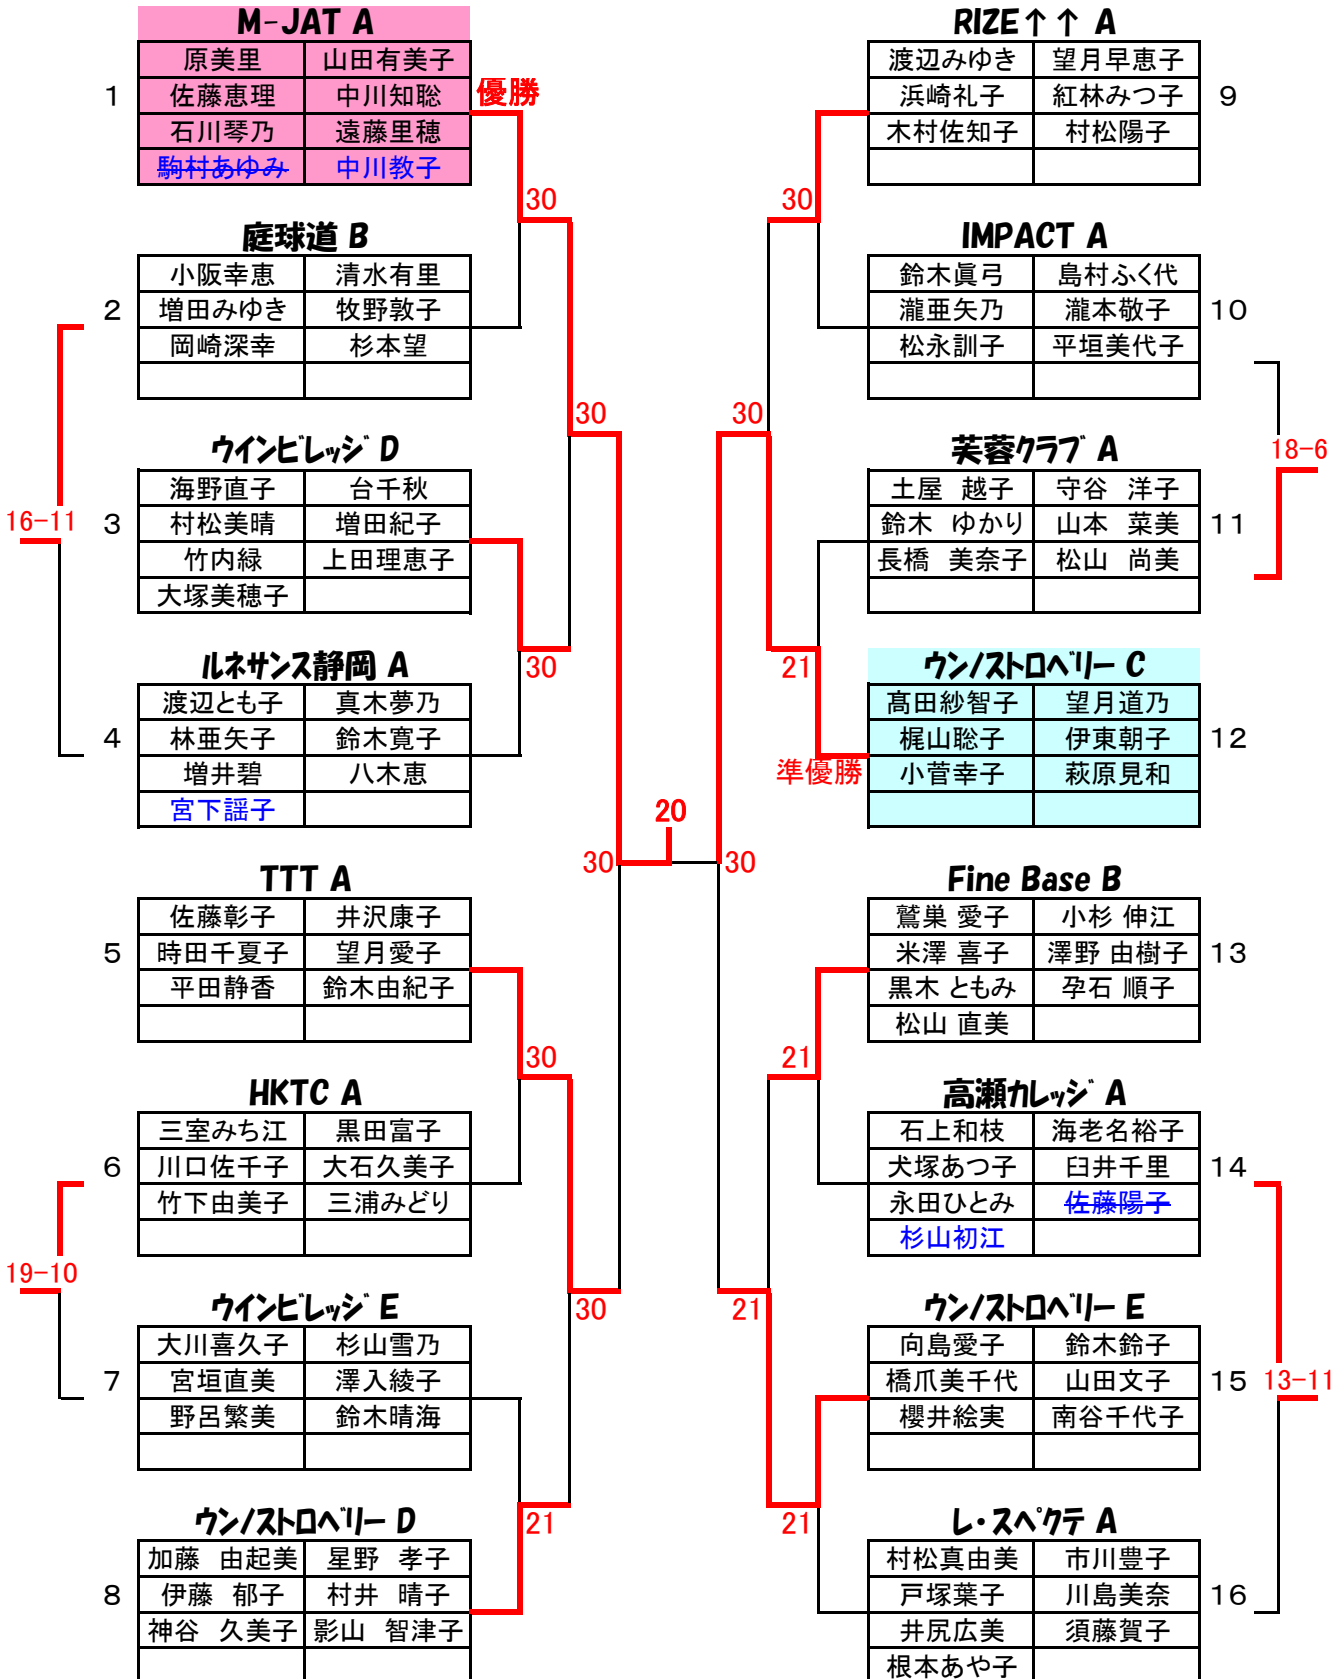 M-JAT A
原美里 山田有美子
1 佐藤恵理 中川知聡 優勝
石川琴乃 遠藤里穂
駒村あゆみ 中川教子
30
庭球道 B
小阪幸恵 清水有里
2 増田みゆき 牧野敦子
岡崎深幸 杉本望
30
ウインビレッジ D
海野直子 台千秋
16-11 3 村松美晴 増田紀子
竹内緑 上田理恵子
大塚美穂子
30
ルネサンス静岡 A
渡辺とも子 真木夢乃
4 林亜矢子 鈴木寛子
増井碧 八木恵
宮下謡子
20
30 30
TTT A
佐藤彰子 井沢康子
5 時田千夏子 望月愛子
平田静香 鈴木由紀子
30
HKTC A
三室みち江 黒田富子
6 川口佐千子 大石久美子
竹下由美子 三浦みどり
19-10
30
ウインビレッジ E
大川喜久子 杉山雪乃
7 宮垣直美 澤入綾子
野呂繁美 鈴木晴海
21
ウン/ストロベリー D
加藤 由起美 星野 孝子
8 伊藤 郁子 村井 晴子
神谷 久美子 影山 智津子
RIZE↑↑ A
渡辺みゆき 望月早恵子
浜崎礼子 紅林みつ子 9
木村佐知子 村松陽子
30
IMPACT A
鈴木眞弓 島村ふく代
瀧亜矢乃 瀧本敬子 10
松永訓子 平垣美代子
30
芙蓉クラブ A 18-6
土屋 越子 守谷 洋子
鈴木 ゆかり 山本 菜美 11
長橋 美奈子 松山 尚美
21
ウン/ストロベリー C
髙田紗智子 望月道乃
梶山聡子 伊東朝子 12
準優勝 小菅幸子 萩原見和
Fine Base B
鷲巣 愛子 小杉 伸江
米澤 喜子 澤野 由樹子 13
黒木 ともみ 孕石 順子
松山 直美
21
高瀬カレッジ A
石上和枝 海老名裕子
犬塚あつ子 臼井千里 14
永田ひとみ 佐藤陽子
杉山初江
21
ウン/ストロベリー E
向島愛子 鈴木鈴子
橋爪美千代 山田文子 15 13-11
櫻井絵実 南谷千代子
21
レ・スペクテ A
村松真由美 市川豊子
戸塚葉子 川島美奈 16
井尻広美 須藤賀子
根本あや子